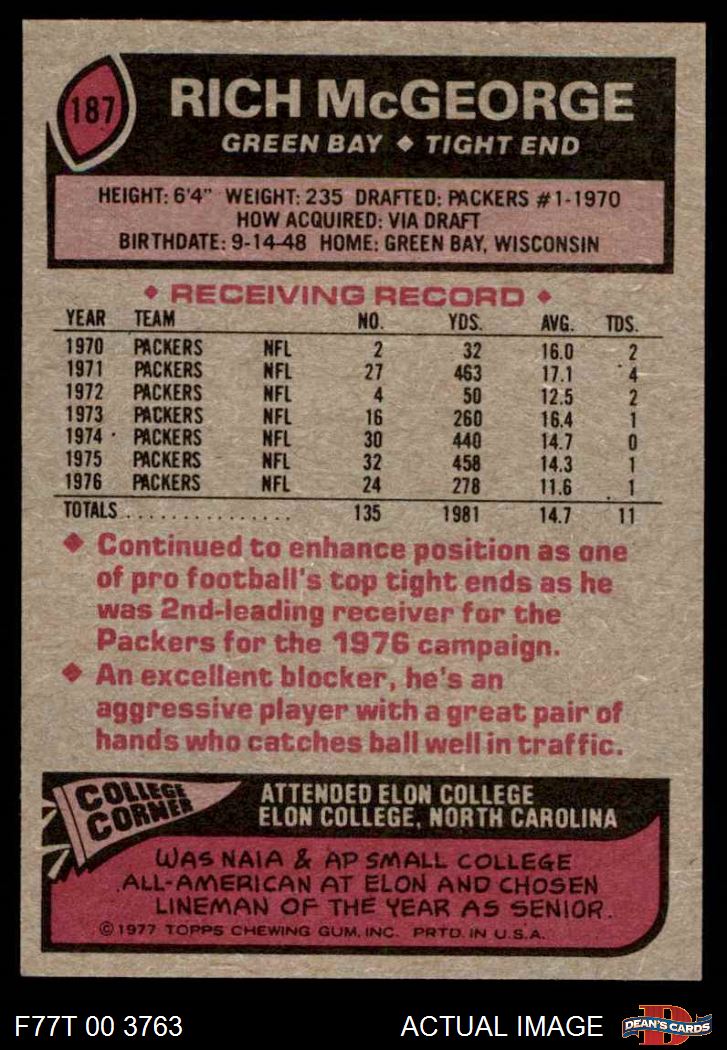 187
RICH McGEORGE
GREEN BAY ◆ TIGHT END
HEIGHT: 6'4" WEIGHT: 235 DRAFTED: PACKERS #1-1970
HOW ACQUIRED: VIA DRAFT
BIRTHDATE: 9-14-48 HOME: GREEN BAY, WISCONSIN
◆ RECEIVING RECORD ◆
YEAR TEAM NO. YDS. AVG. TDS.
1970 PACKERS NFL 2 32 16.0 2
1971 PACKERS NFL 27 463 17.1 4
1972 PACKERS NFL 4 50 12.5 2
1973 PACKERS NFL 16 260 16.4 1
1974 PACKERS NFL 30 440 14.7 0
1975 PACKERS NFL 32 458 14.3 1
1976 PACKERS NFL 24 278 11.6 1
TOTALS . . . . . . . . . . . . . . 135 1981 14.7 11
◆ Continued to enhance position as one
of pro football's top tight ends as he
was 2nd-leading receiver for the
Packers for the 1976 campaign.
◆ An excellent blocker, he's an
aggressive player with a great pair of
hands who catches ball well in traffic.
COLLEGE
CORNER
ATTENDED ELON COLLEGE
ELON COLLEGE, NORTH CAROLINA
WAS NAIA & AP SMALL COLLEGE
ALL-AMERICAN AT ELON AND CHOSEN
LINEMAN OF THE YEAR AS SENIOR.
©1977 TOPPS CHEWING GUM, INC. PRTD. IN U.S.A.
F77T 00 3763 ACTUAL IMAGE
D
DEAN'S CARDS